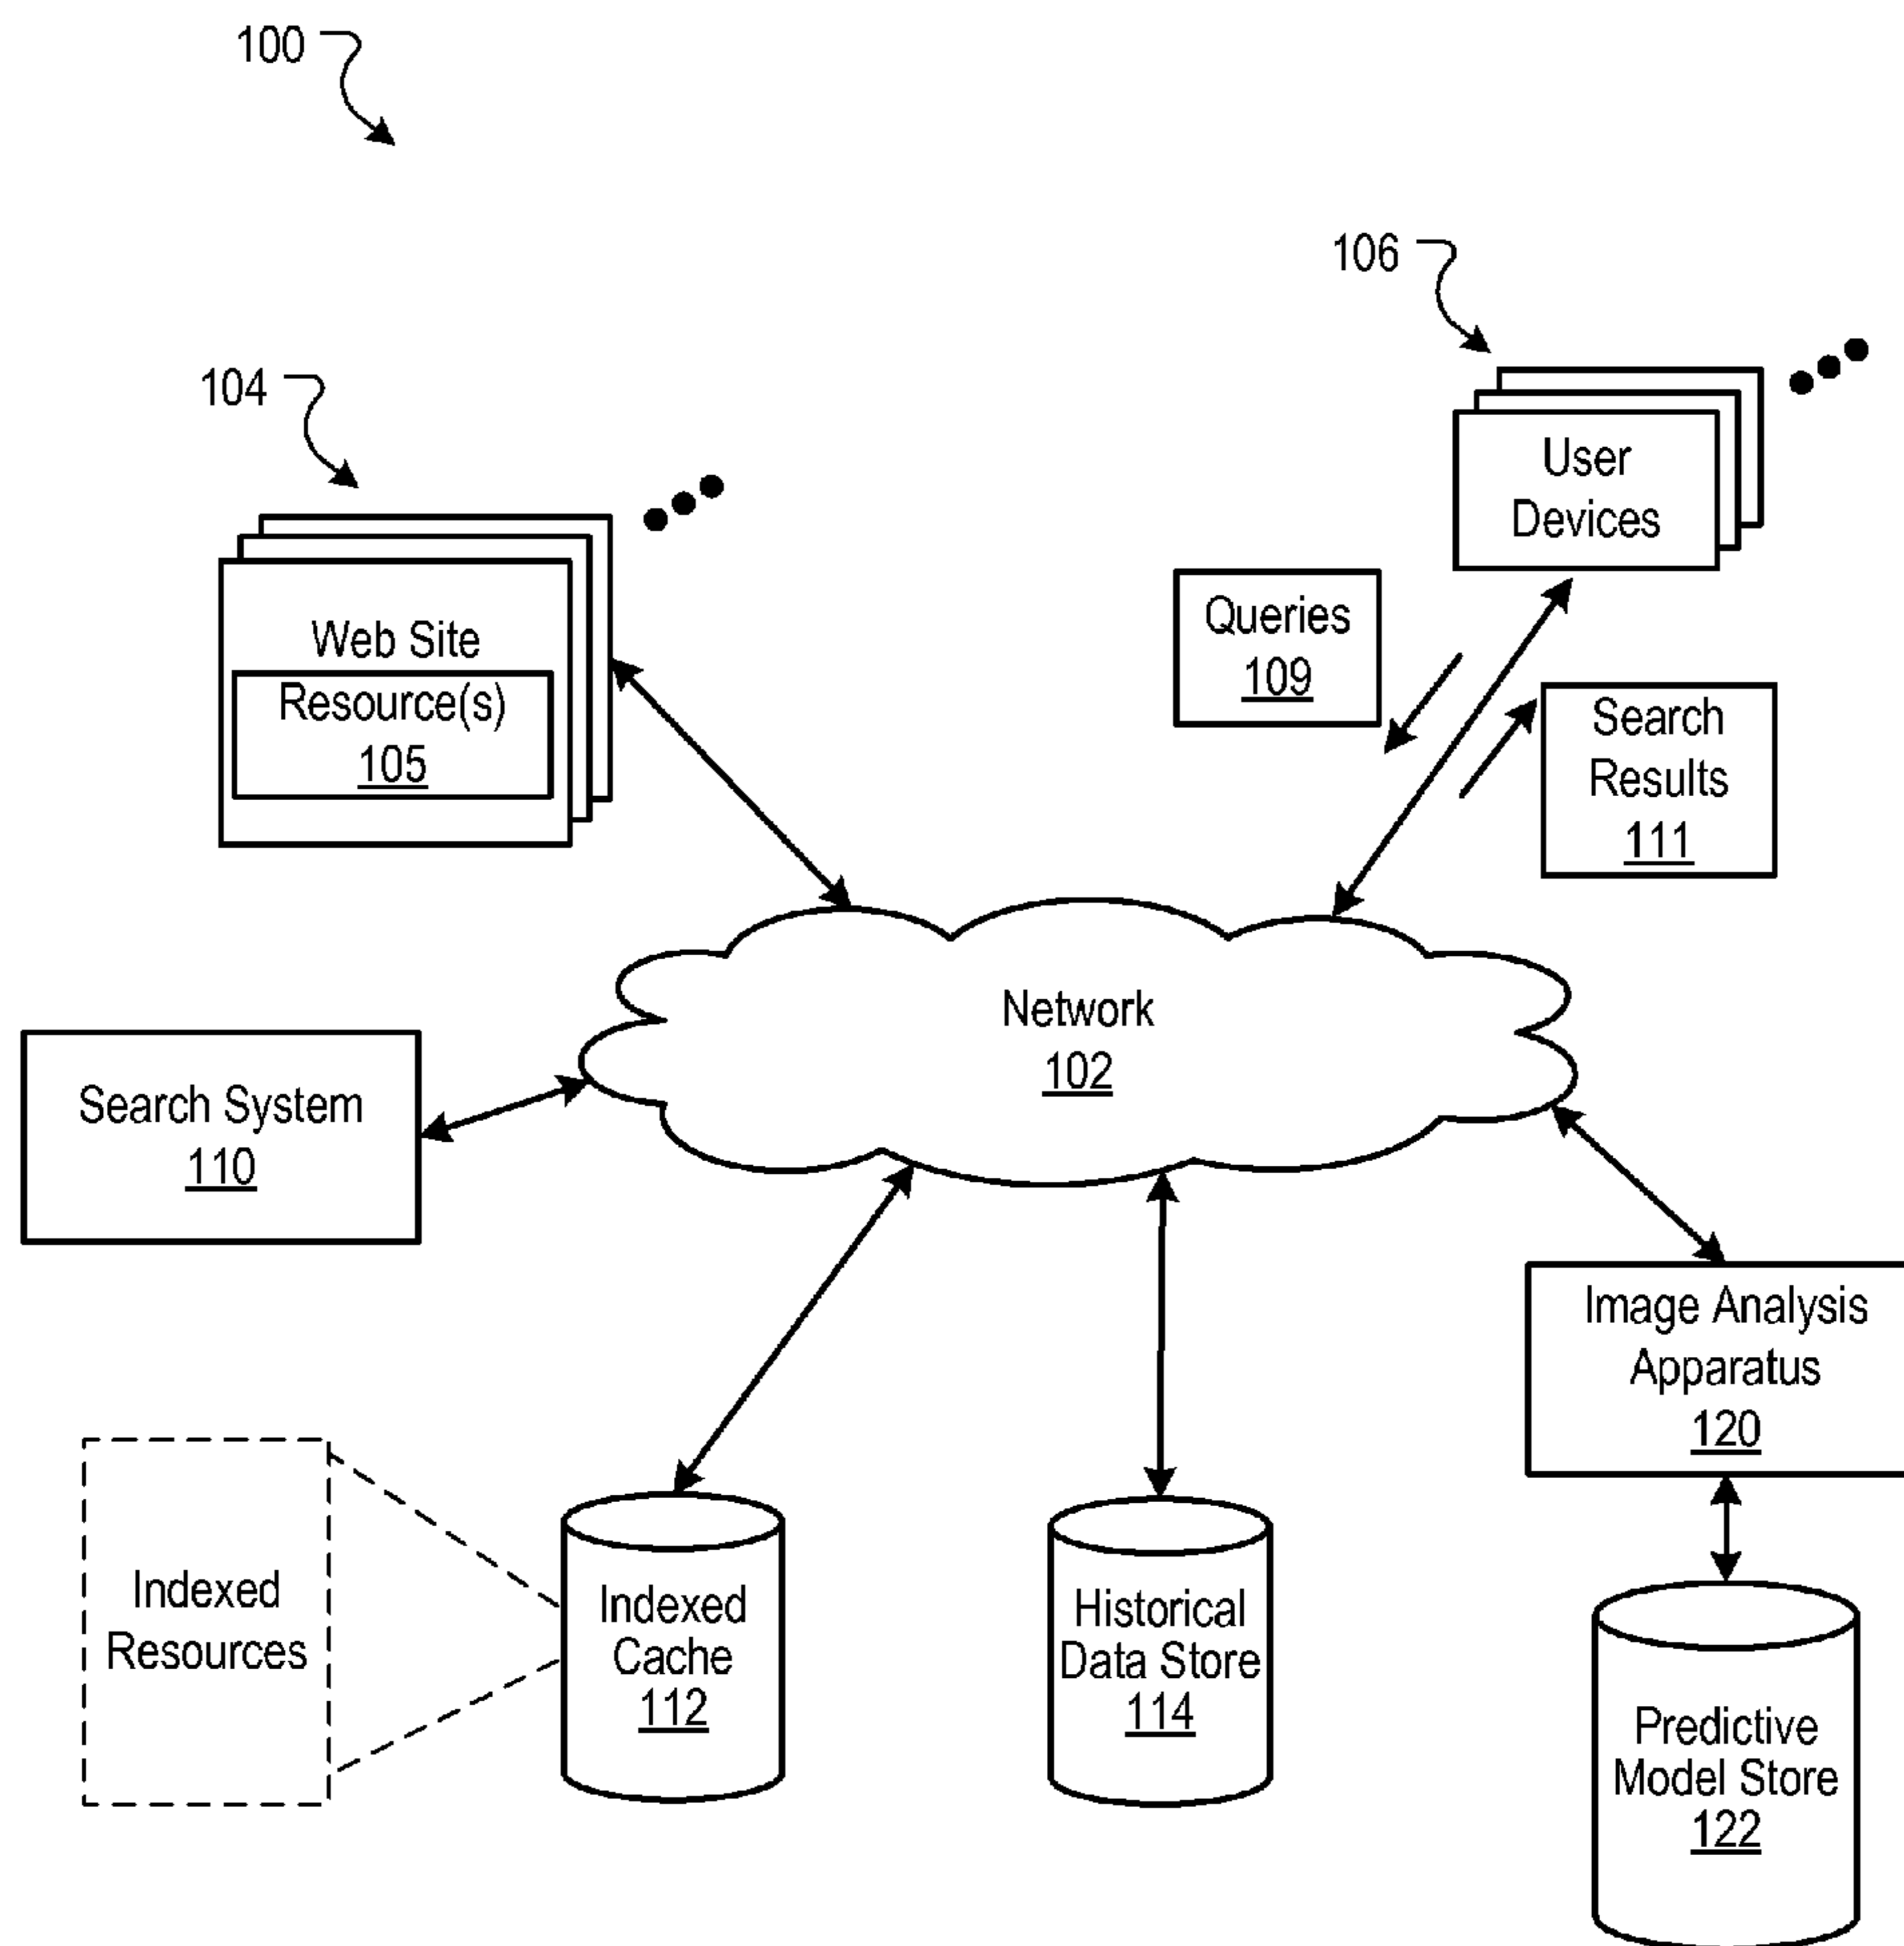 100
106
104
User
Devices
Queries
109
Web Site
Resource(s)
105
Search
Results
111
Network
102
Search System
110
Image Analysis
Apparatus
120
Indexed
Resources
Indexed
Cache
112
Historical
Data Store
114
Predictive
Model Store
122